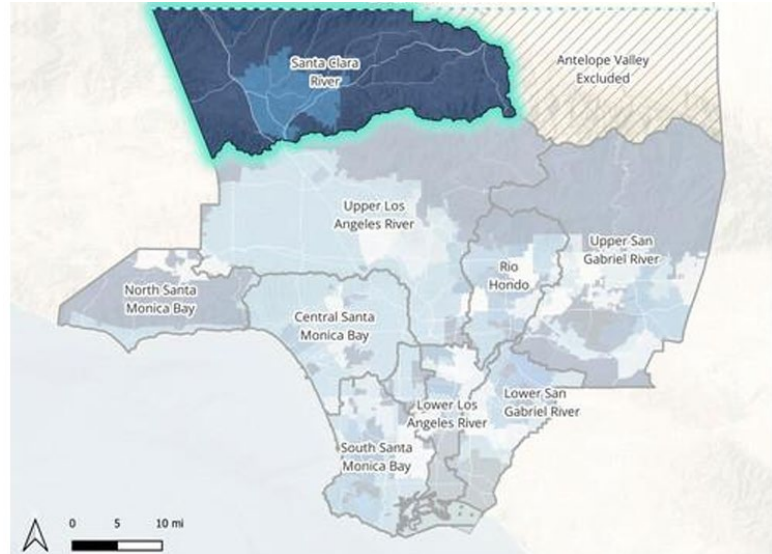 Santa Clara
River
Antelope Valley
Excluded
Upper Los
Angeles River
Upper San
Gabriel River
Rio
Hondo
North Santa
Monica Bay
Central Santa
Monica Bay
Lower Los
Angeles River
Lower San
Gabriel River
South Santa
Monica Bay
0 5 10 mi